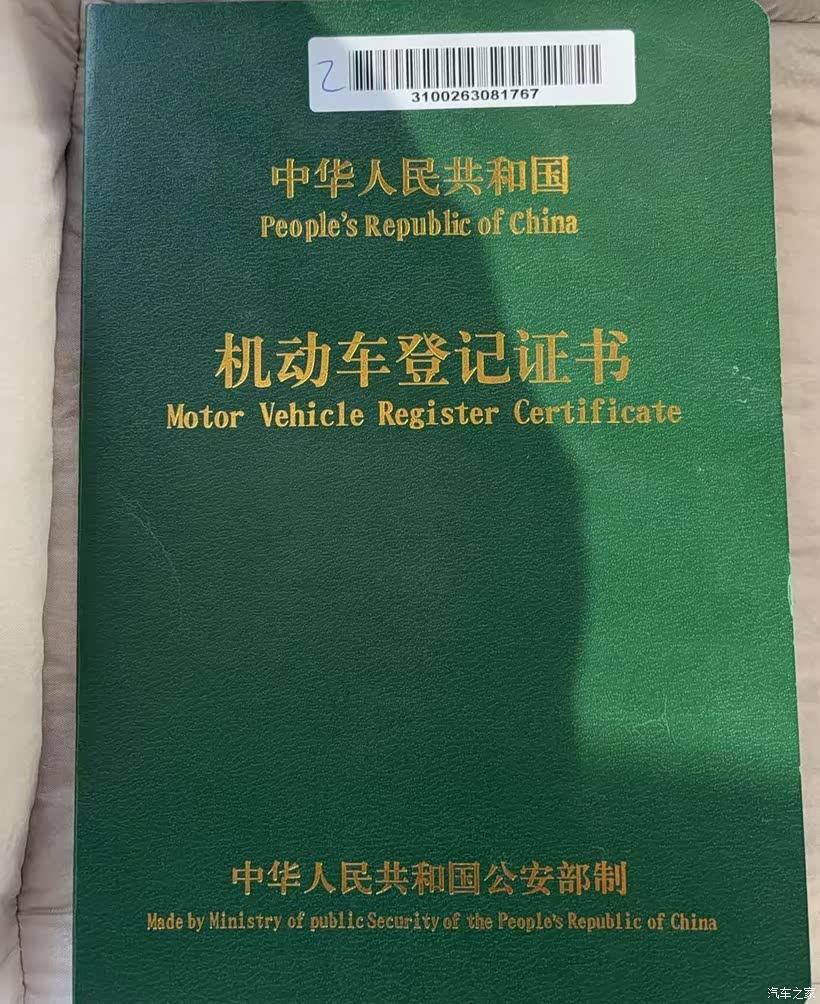 2
3100263081767
中华人民共和国
People's Republic of China
机动车登记证书
Motor Vehicle Register Certificate
中华人民共和国公安部制
Made by Ministry of public Security of the People's Republic of China
汽车之家